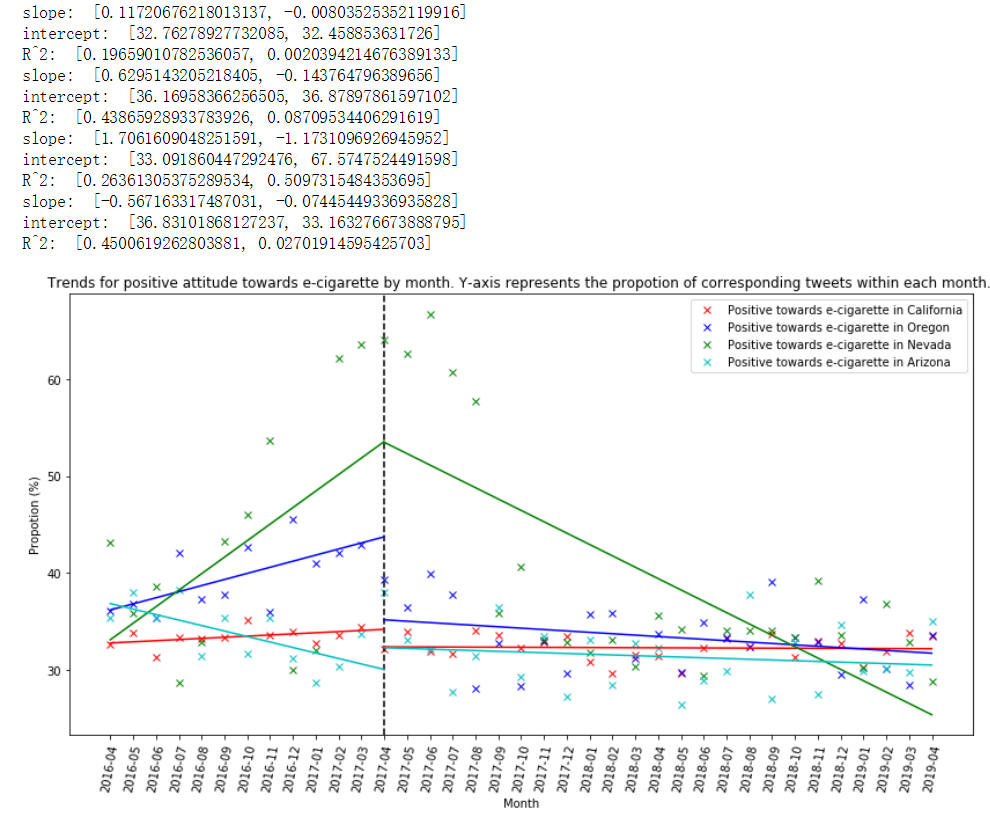 slope:  [0.11720676218013137, -0.00803525352119916]
intercept:  [32.76278927732085, 32.458853631726]
R^2:  [0.19659010782536057, 0.0020394214676389133]
slope:  [0.6295143205218405, -0.143764796389656]
intercept:  [36.16958366256505, 36.87897861597102]
R^2:  [0.43865928933783926, 0.08709534406291619]
slope:  [1.7061609048251591, -1.1731096926945952]
intercept:  [33.091860447292476, 67.5747524491598]
R^2:  [0.26361305375289534, 0.5097315484353695]
slope:  [-0.567163317487031, -0.07445449336935828]
intercept:  [36.83101868127237, 33.163276673888795]
R^2:  [0.4500619262803881, 0.02701914595425703]
Trends for positive attitude towards e-cigarette by month. Y-axis represents the propotion of corresponding tweets within each month.
Positive towards e-cigarette in California
Positive towards e-cigarette in Oregon
Positive towards e-cigarette in Nevada
Positive towards e-cigarette in Arizona
Propotion (%)
60
50
40
30
2016-04
2016-05
2016-06
2016-07
2016-08
2016-09
2016-10
2016-11
2016-12
2017-01
2017-02
2017-03
2017-04
2017-05
2017-06
2017-07
2017-08
2017-09
2017-10
2017-11
2017-12
2018-01
2018-02
2018-03
2018-04
2018-05
2018-06
2018-07
2018-08
2018-09
2018-10
2018-11
2018-12
2019-01
2019-02
2019-03
2019-04
Month